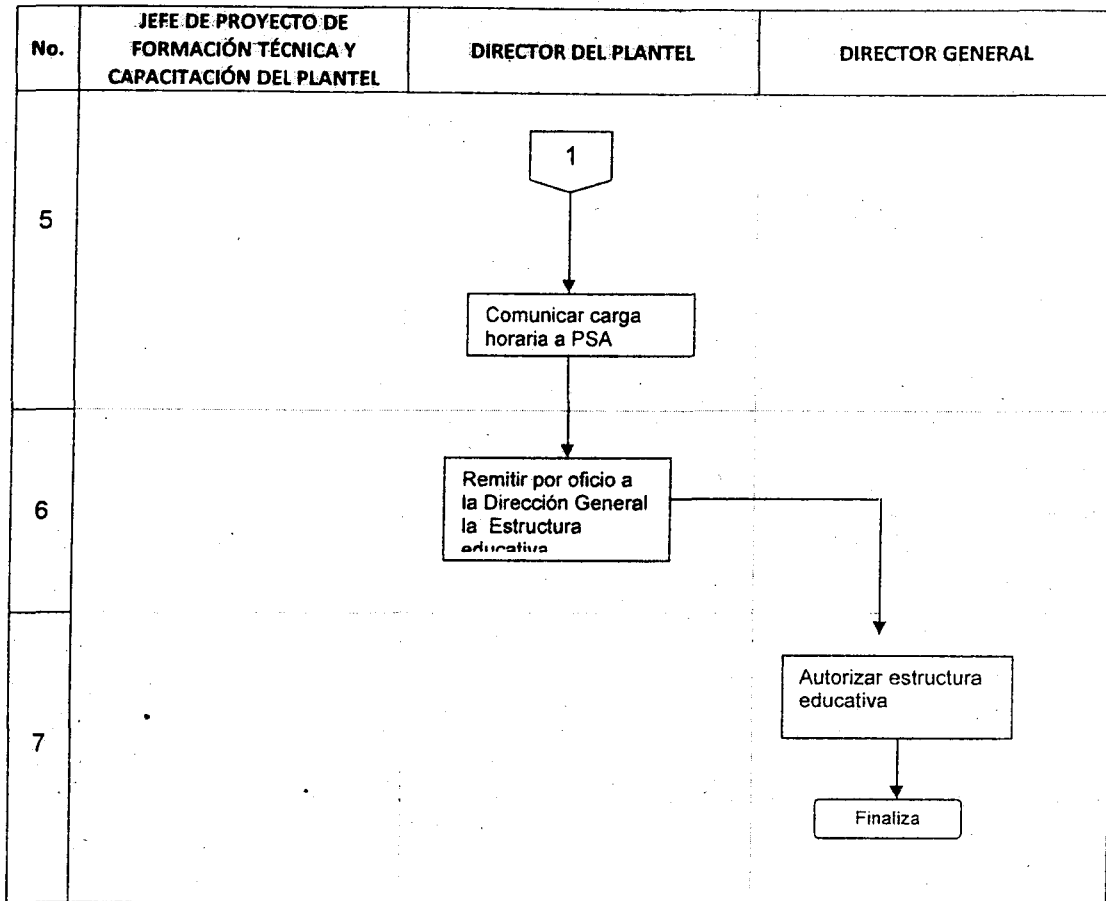 No.
JEFE DE PROYECTO DE
FORMACIÓN TÉCNICA Y
CAPACITACIÓN DEL PLANTEL
DIRECTOR DEL PLANTEL
DIRECTOR GENERAL
1
5
Comunicar carga
horaria a PSA
Remitir por oficio a
la Dirección General
la Estructura
educativa
6
Autorizar estructura
educativa
7
Finaliza